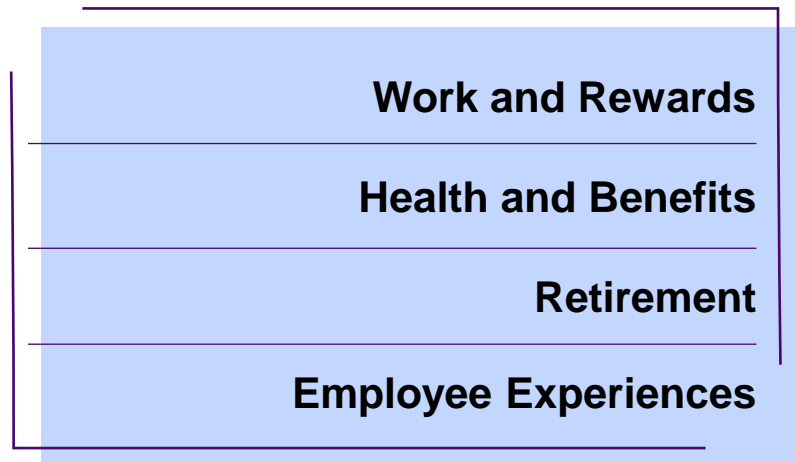 Work and Rewards
Health and Benefits
Retirement
Employee Experiences